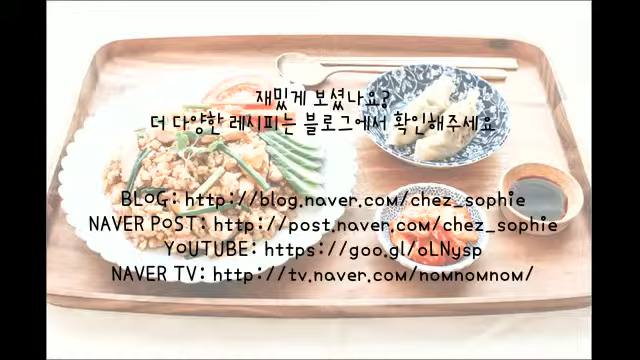 재밌게 보셨나요?
더 다양한 레시피는 블로그에서 확인해주세요
BLOG: http://blog.naver.com/chez_sophie
NAVER POST: http://post.naver.com/chez_sophie
YOUTUBE: https://goo.gl/oLNysp
NAVER TV: http://tv.naver.com/nomnomnom/